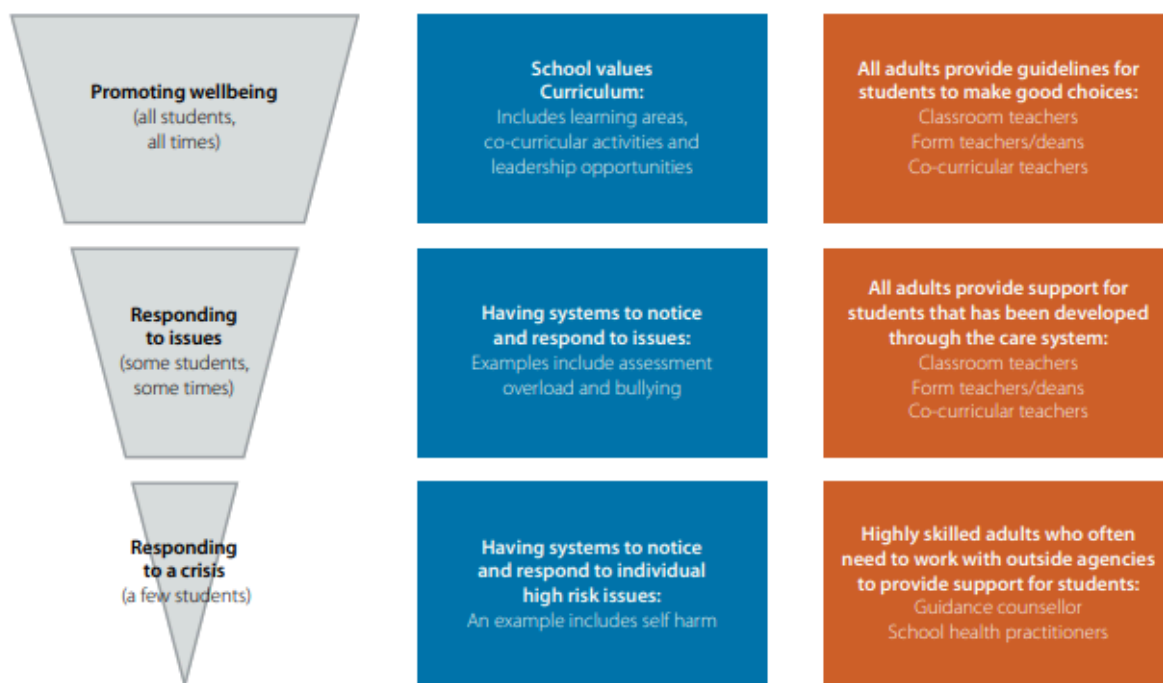 Promoting wellbeing
(all students,
all times)
School values
Curriculum:
Includes learning areas,
co-curricular activities and
leadership opportunities
All adults provide guidelines for
students to make good choices:
Classroom teachers
Form teachers/deans
Co-curricular teachers
Responding
to issues
(some students,
some times)
Having systems to notice
and respond to issues:
Examples include assessment
overload and bullying
All adults provide support for
students that has been developed
through the care system:
Classroom teachers
Form teachers/deans
Co-curricular teachers
Responding
to a crisis
(a few students)
Having systems to notice
and respond to individual
high risk issues:
An example includes self harm
Highly skilled adults who often
need to work with outside agencies
to provide support for students:
Guidance counsellor
School health practitioners